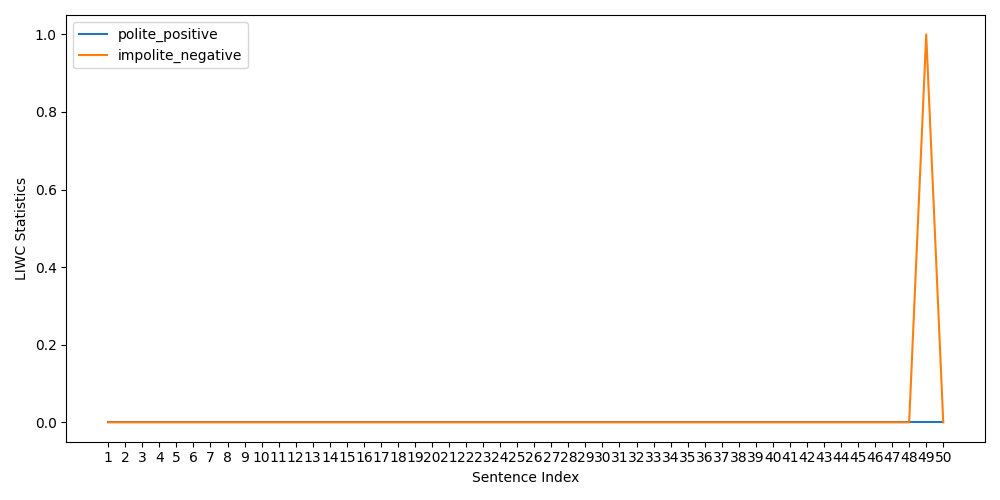 polite_positive
impolite_negative
1.0
0.8
0.6
0.4
0.2
0.0
LIWC Statistics
1 2 3 4 5 6 7 8 9 10 11 12 13 14 15 16 17 18 19 20 21 22 23 24 25 26 27 28 29 30 31 32 33 34 35 36 37 38 39 40 41 42 43 44 45 46 47 48 49 50
Sentence Index